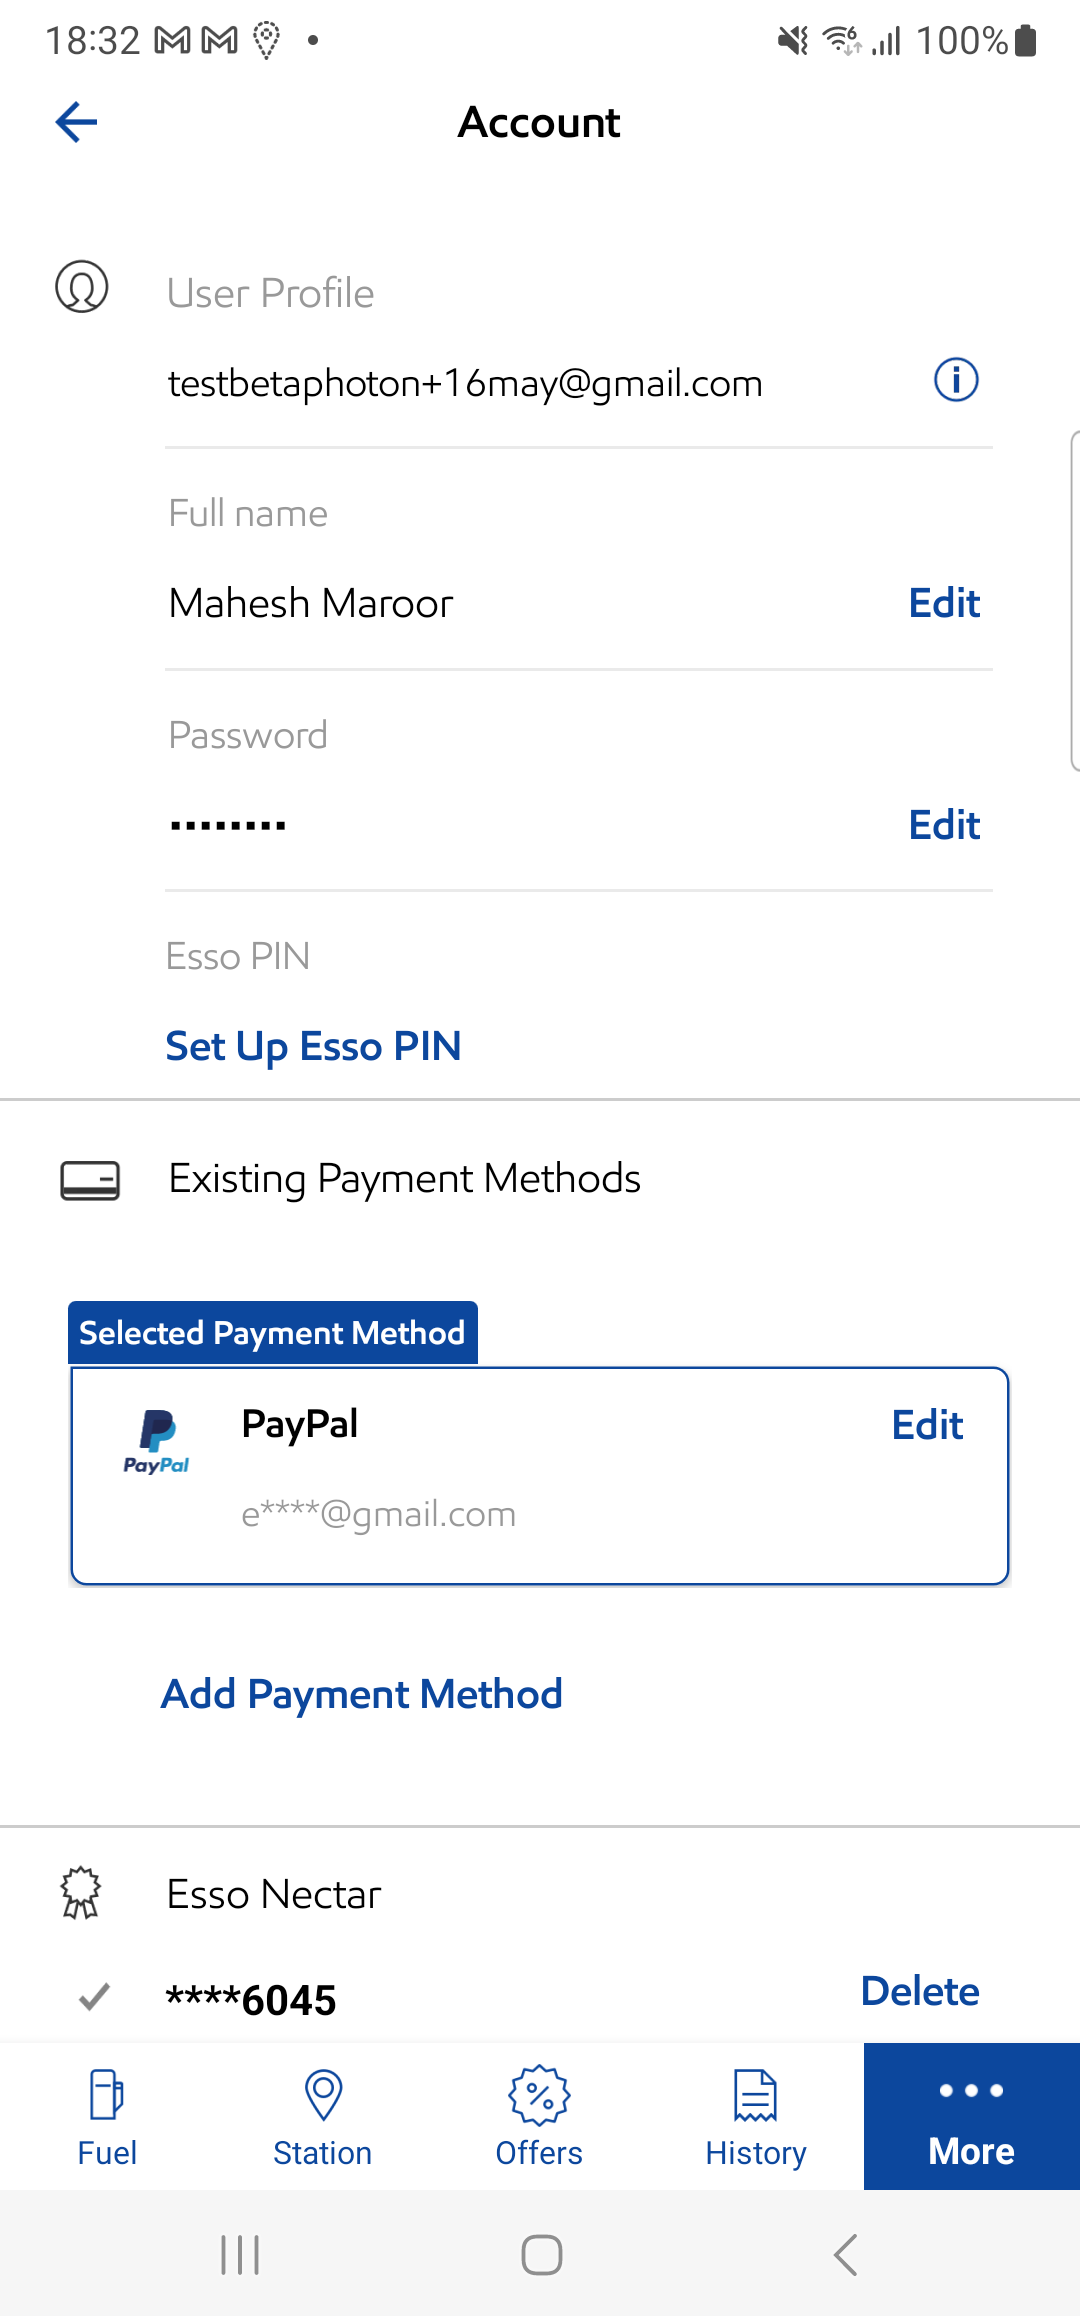 18:32 100%
Account
User Profile
testbetaphoton+16may@gmail.com
Full name
Mahesh Maroor Edit
Password
........ Edit
Esso PIN
Set Up Esso PIN
Existing Payment Methods
Selected Payment Method
PayPal Edit
PayPal
e****@gmail.com
Add Payment Method
Esso Nectar
****6045 Delete
Fuel Station Offers History More